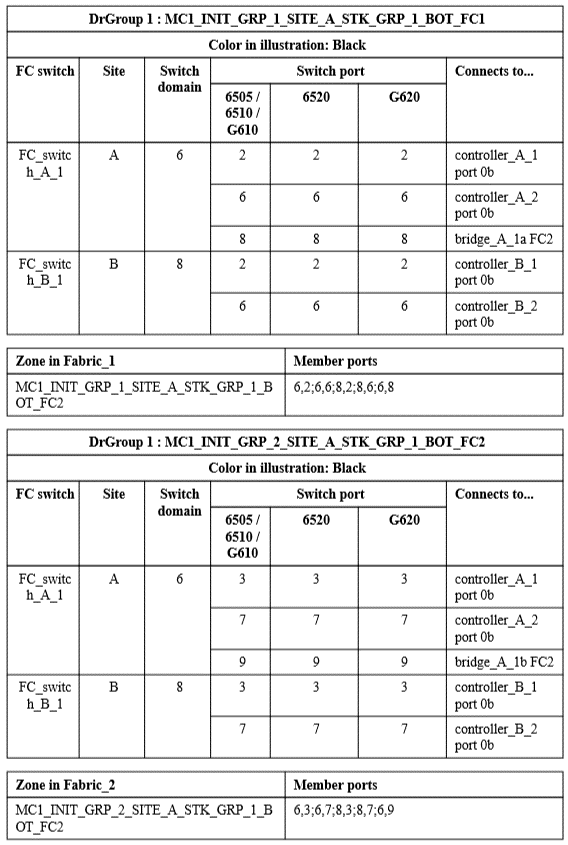 DrGroup 1 : MC1_INIT_GRP_1_SITE_A_STK_GRP_1_BOT_FC1
Color in illustration: Black
FC switch Site Switch domain Switch port Connects to...
6505 / 6510 / G610 6520 G620
FC_switc
h_A_1 A 6 2 2 2 controller_A_1
port 0b
6 6 6 controller_A_2
port 0b
8 8 8 bridge_A_1a FC2
FC_switc
h_B_1 B 8 2 2 2 controller_B_1
port 0b
6 6 6 controller_B_2
port 0b
Zone in Fabric_1 Member ports
MC1_INIT_GRP_1_SITE_A_STK_GRP_1_B 6,2;6,6;8,2;8,6;6,8
OT_FC2
DrGroup 1 : MC1_INIT_GRP_2_SITE_A_STK_GRP_1_BOT_FC2
Color in illustration: Black
FC switch Site Switch domain Switch port Connects to...
6505 / 6510 / G610 6520 G620
FC_switc
h_A_1 A 6 3 3 3 controller_A_1
port 0b
7 7 7 controller_A_2
port 0b
9 9 9 bridge_A_1b FC2
FC_switc
h_B_1 B 8 3 3 3 controller_B_1
port 0b
7 7 7 controller_B_2
port 0b
Zone in Fabric_2 Member ports
MC1_INIT_GRP_2_SITE_A_STK_GRP_1_B 6,3;6,7;8,3;8,7;6,9
OT_FC2